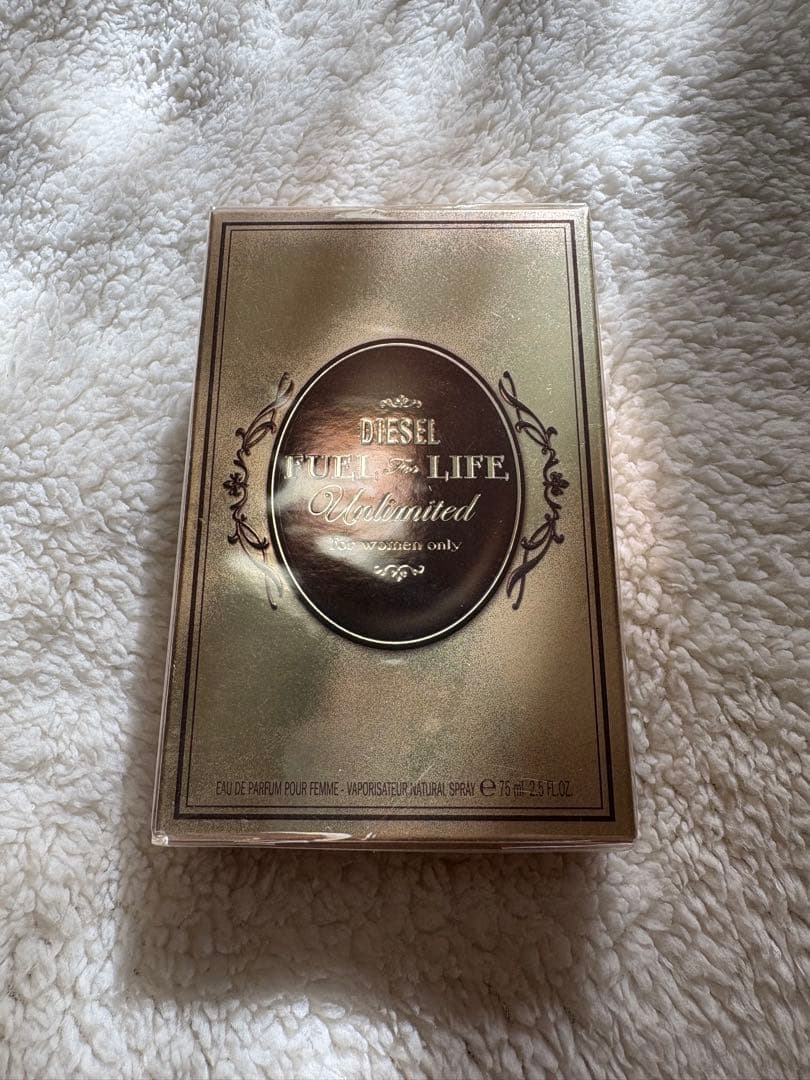 DIESEL
FUEL for LIFE
Unlimited
for women only
EAU DE PARFUM POUR FEMME - VAPORISATEUR NATURAL SPRAY ℮ 75 ml 2.5 FL.OZ.